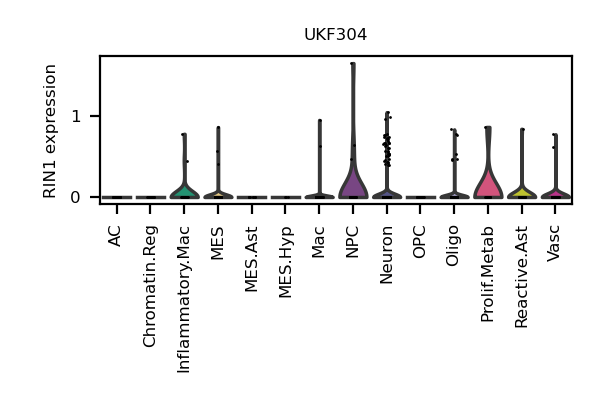 UKF304
RIN1 expression
1
0
AC
Chromatin.Reg
Inflammatory.Mac
MES
MES.Ast
MES.Hyp
Mac
NPC
Neuron
OPC
Oligo
Prolif.Metab
Reactive.Ast
Vasc